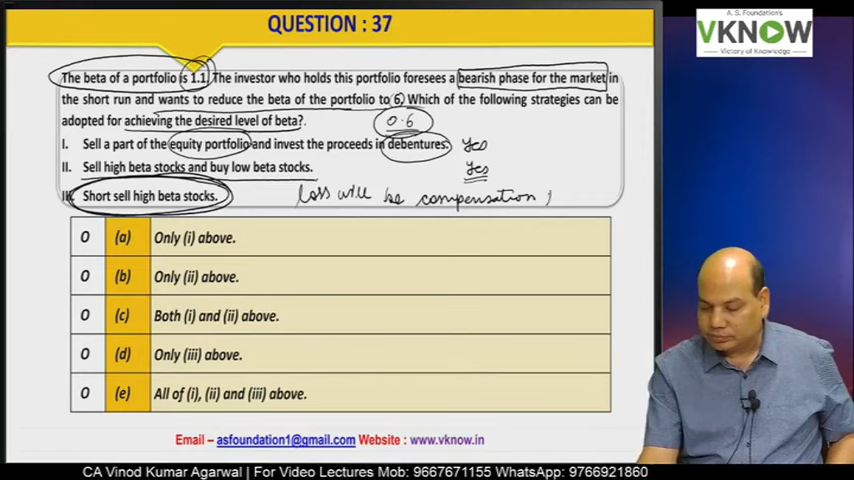 QUESTION : 37
A. S. Foundation's
VKNOW
Victory of Knowledge
The beta of a portfolio is 1.1. The investor who holds this portfolio foresees a bearish phase for the market in
the short run and wants to reduce the beta of the portfolio to 6. Which of the following strategies can be
adopted for achieving the desired level of beta?
0.6
I. Sell a part of the equity portfolio and invest the proceeds in debentures. Yes
II. Sell high beta stocks and buy low beta stocks. Yes
III. Short sell high beta stocks. loss will be compensation ;
O (a) Only (i) above.
O (b) Only (ii) above.
O (c) Both (i) and (ii) above.
O (d) Only (iii) above.
O (e) All of (i), (ii) and (iii) above.
Email – asfoundation1@gmail.com Website : www.vknow.in
CA Vinod Kumar Agarwal | For Video Lectures Mob: 9667671155 WhatsApp: 9766921860